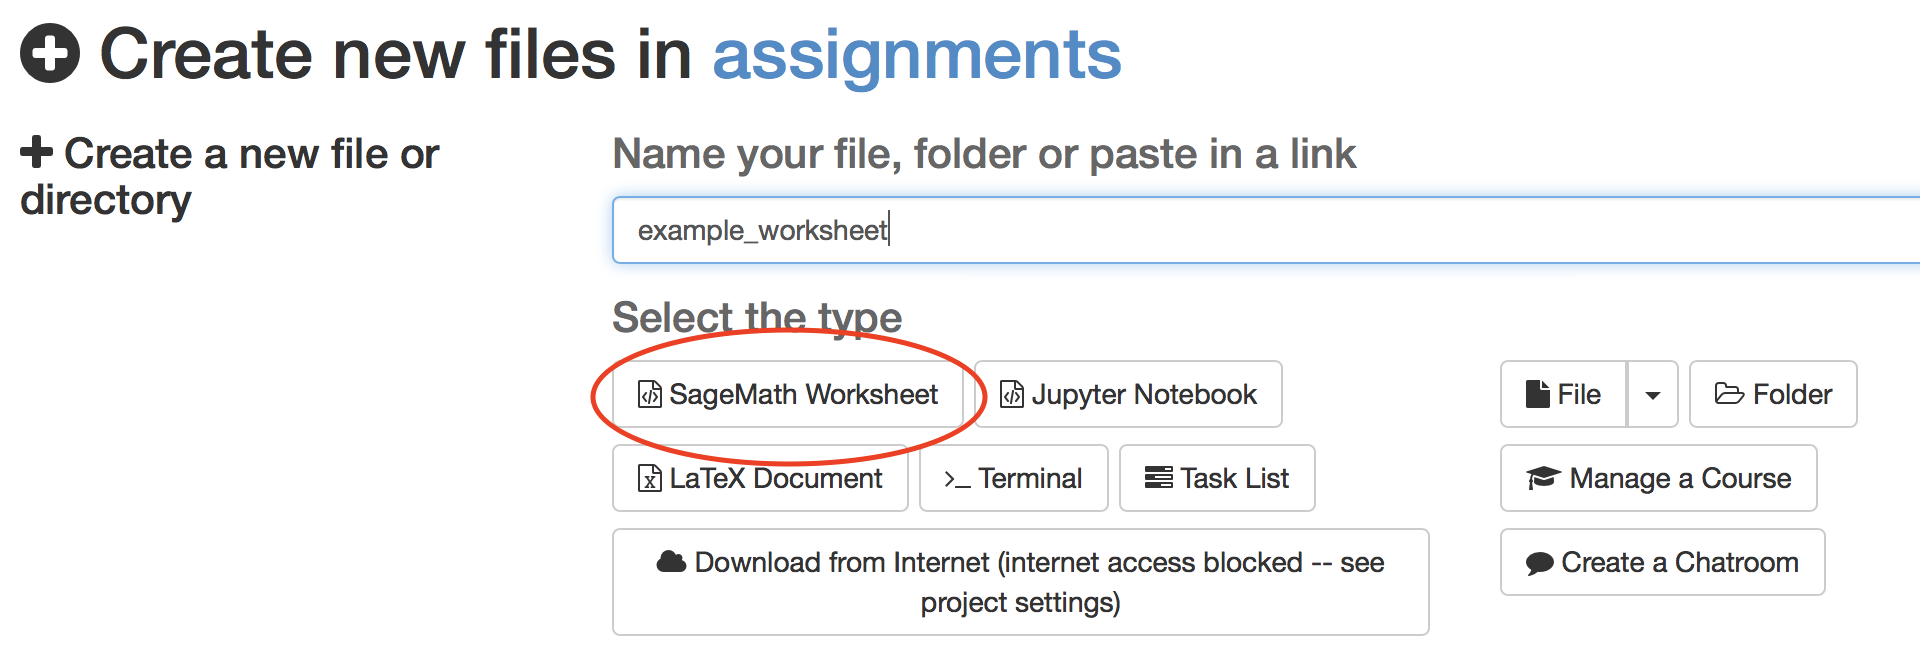 Create new files in assignments
Create a new file or
directory
Name your file, folder or paste in a link
example_worksheet
Select the type
SageMath Worksheet
Jupyter Notebook
File
Folder
LaTeX Document
Terminal
Task List
Manage a Course
Download from Internet (internet access blocked -- see
project settings)
Create a Chatroom